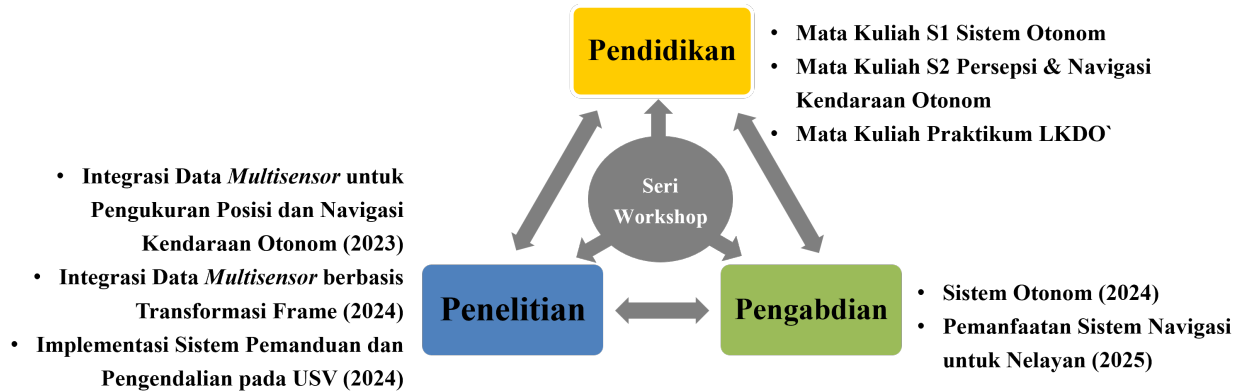 Pendidikan
• Mata Kuliah S1 Sistem Otonom
• Mata Kuliah S2 Persepsi & Navigasi
Kendaraan Otonom
• Mata Kuliah Praktikum LKDO`
Seri
Workshop
• Integrasi Data Multisensor untuk
Pengukuran Posisi dan Navigasi
Kendaraan Otonom (2023)
• Integrasi Data Multisensor berbasis
Transformasi Frame (2024)
• Implementasi Sistem Pemanduan dan
Pengendalian pada USV (2024)
Penelitian
Pengabdian
• Sistem Otonom (2024)
• Pemanfaatan Sistem Navigasi
untuk Nelayan (2025)